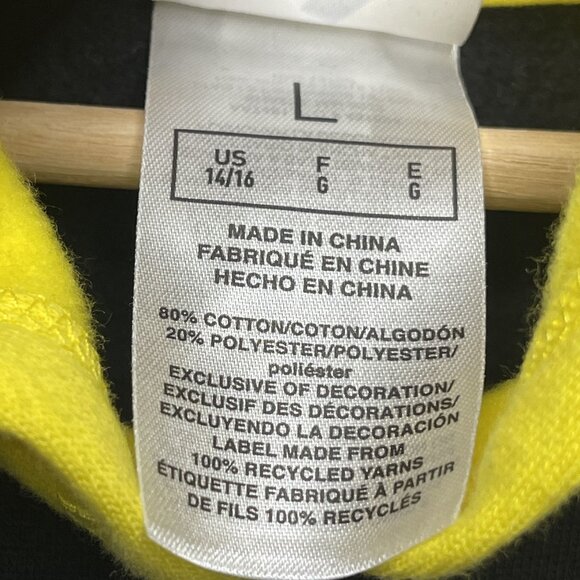 L
US F E
14/16 G G
MADE IN CHINA
FABRIQUÉ EN CHINE
HECHO EN CHINA
80% COTTON/COTON/ALGODÓN
20% POLYESTER/POLYESTER/
poliéster
EXCLUSIVE OF DECORATION/
EXCLUSIF DES DÉCORATIONS/
EXCLUYENDO LA DECORACIÓN
LABEL MADE FROM
100% RECYCLED YARNS
ÉTIQUETTE FABRIQUÉ À PARTIR
DE FILS 100% RECYCLÉS